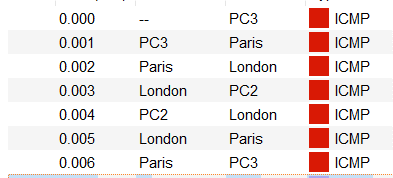 0.000 -- PC3 ICMP
0.001 PC3 Paris ICMP
0.002 Paris London ICMP
0.003 London PC2 ICMP
0.004 PC2 London ICMP
0.005 London Paris ICMP
0.006 Paris PC3 ICMP